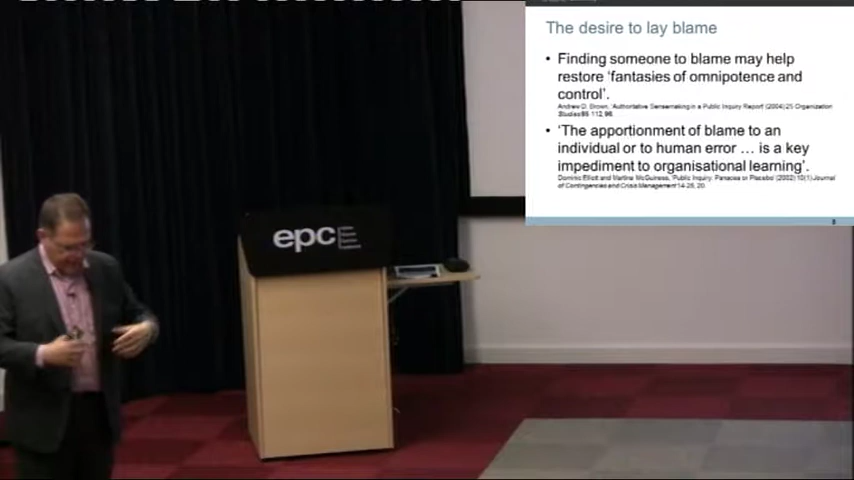 The desire to lay blame
• Finding someone to blame may help
restore ‘fantasies of omnipotence and
control’.
Andrew D. Brown, ‘Authoritative Sensemaking in a Public Inquiry Report’ (2004) 25 Organization
Studies 95 112, 96.
• ‘The apportionment of blame to an
individual or to human error … is a key
impediment to organisational learning’.
Dominic Elliott and Martina McGuiness, ‘Public Inquiry: Panacea or Placebo’ (2002) 10(1) Journal
of Contingencies and Crisis Management 14-25, 20.
epc